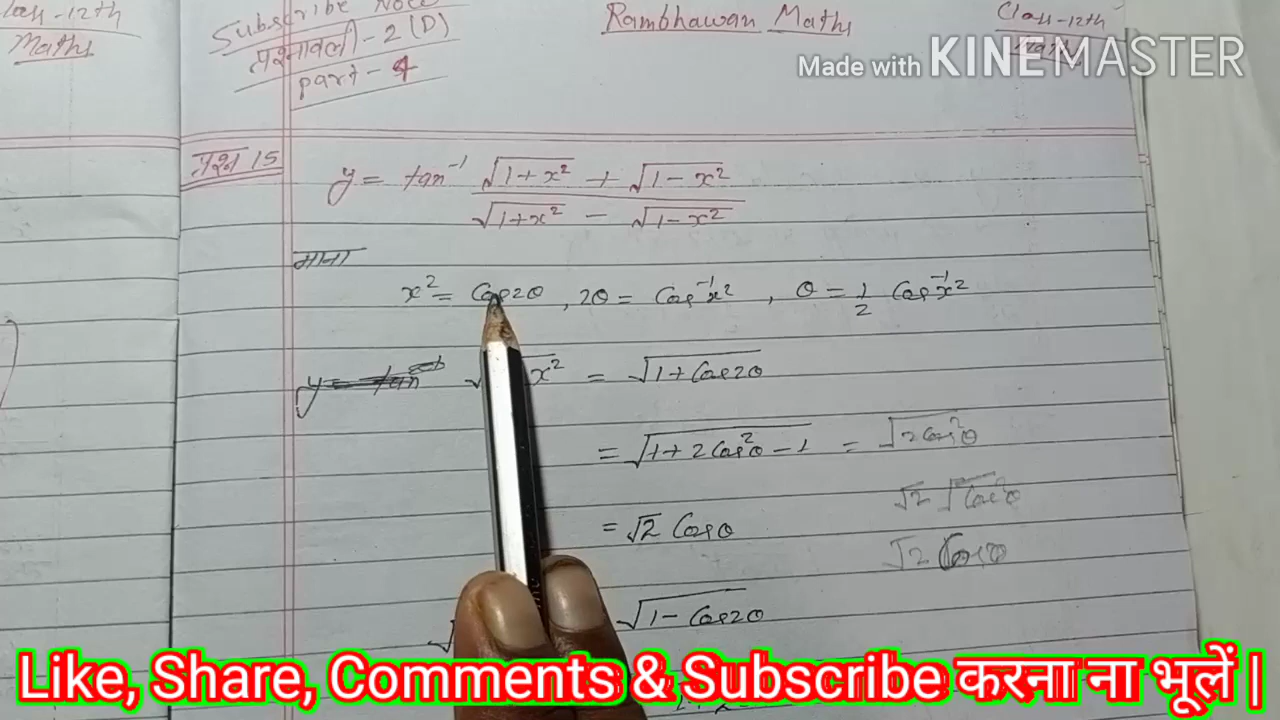 Class-12th
Maths
Subscribe Now
प्रश्नावली-2 (D)
part-4
Rambhawan Maths
Class-12th
Made with KINEMASTER
प्रश्न 15
y = tan⁻¹ (√(1+x²) + √(1-x²)) / (√(1+x²) - √(1-x²))
माना
x² = Cos2θ , 2θ = Cos⁻¹x² , θ = 1/2 Cos⁻¹x²
x² = √(1+Cos2θ)
= √(1+2Cos²θ-1) = √(2Cos²θ)
√2 √(Cos²θ)
= √2 Cosθ
√2 Cosθ
√(1-Cos2θ)
Like, Share, Comments & Subscribe करना ना भूलें |